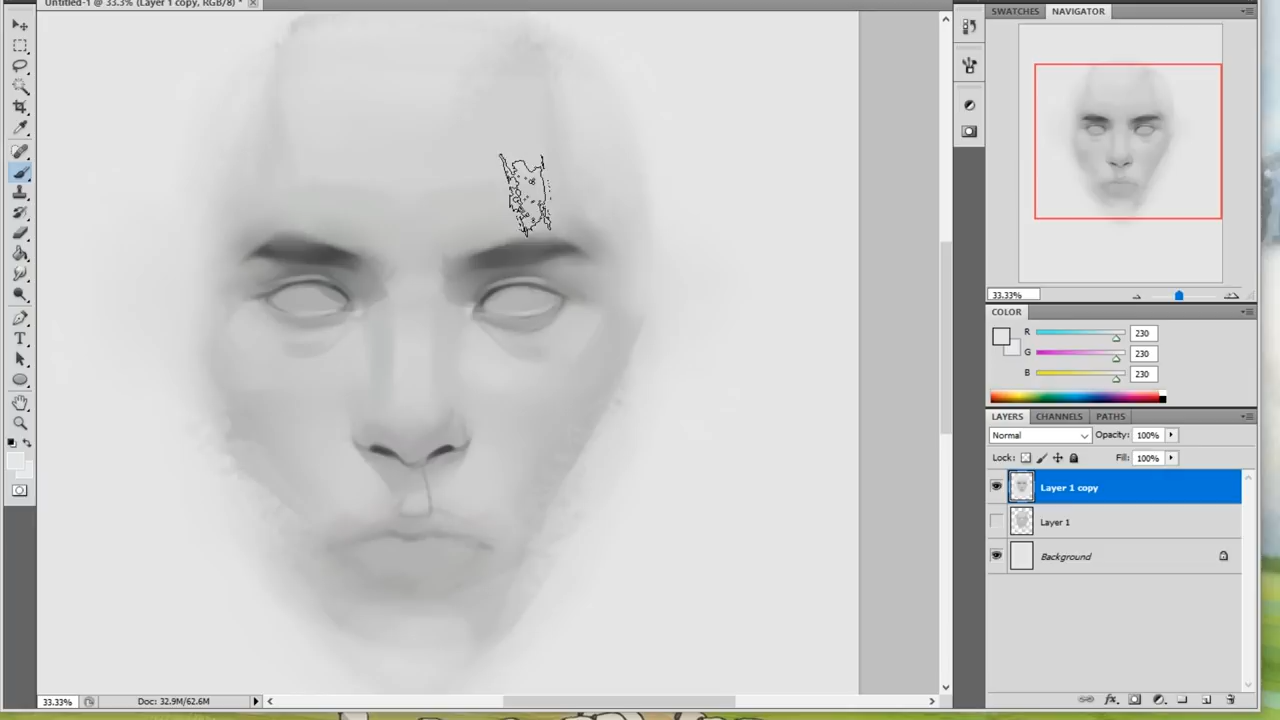 Untitled-1 @ 33.3% (Layer 1 copy, RGB/8) *
SWATCHES NAVIGATOR
33.33%
COLOR
R 230
G 230
B 230
LAYERS CHANNELS PATHS
Normal Opacity: 100%
Lock: Fill: 100%
Layer 1 copy
Layer 1
Background
T
fx
33.33% Doc: 32.9M/62.6M